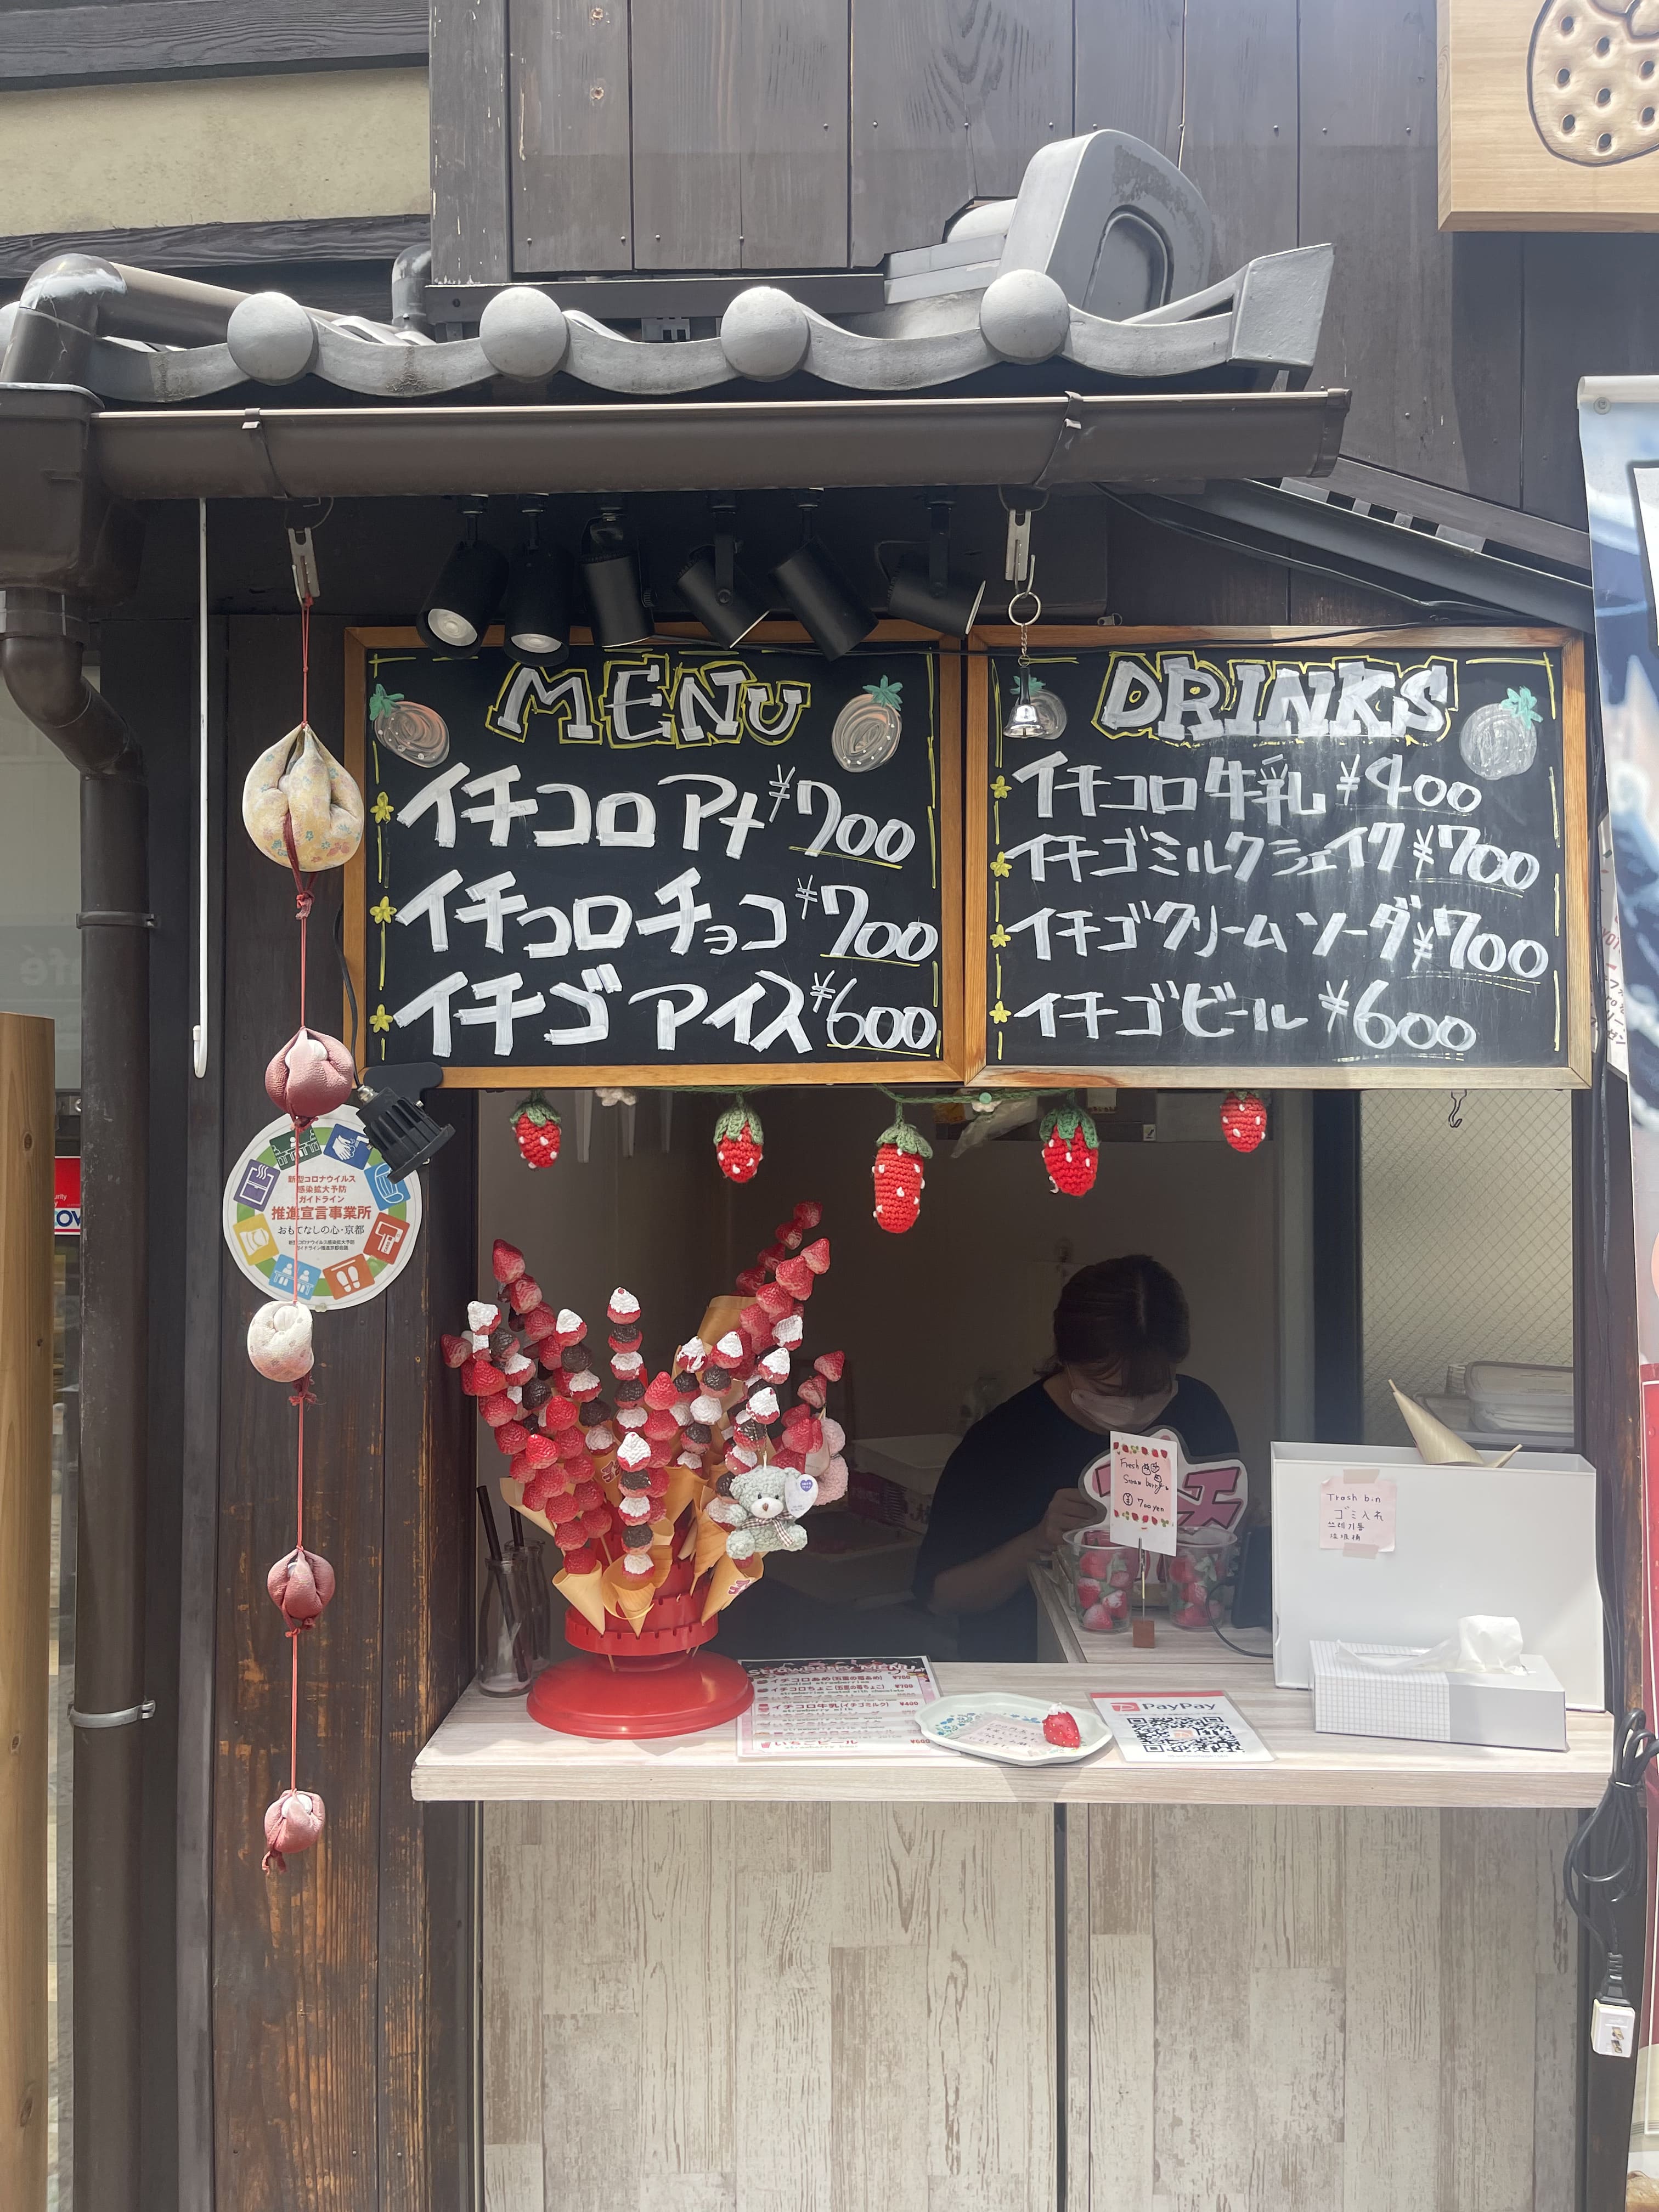 MENU
イチコロアメ ¥700
イチコロチョコ ¥700
イチゴアイス ¥600
DRINKS
イチコロ牛乳 ¥400
イチゴミルクシェイク ¥700
イチゴクリームソーダ ¥700
イチゴビール ¥600
新型コロナウイルス
感染拡大予防
ガイドライン
推進宣言事業所
おもてなしの心・京都
新型コロナウイルス感染拡大予防
ガイドライン推進京都会議
Fresh
700yen
Trash bin
ゴミ入れ
Strawberry MENU
イチコロあめ(石畳の苺あめ) ¥700
イチコロちょこ(石畳の苺ちょこ) ¥700
イチコロ牛乳(イチゴミルク)
いちごビール
PayPay